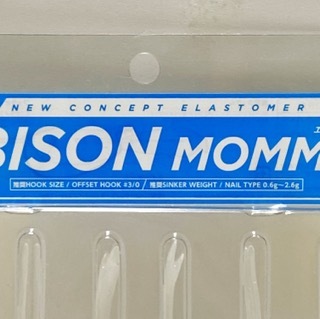 NEW CONCEPT ELASTOMER
BISON MOMM
推奨HOOK SIZE / OFFSET HOOK #3/0 / 推奨SINKER WEIGHT / NAIL TYPE 0.6g～2.6g